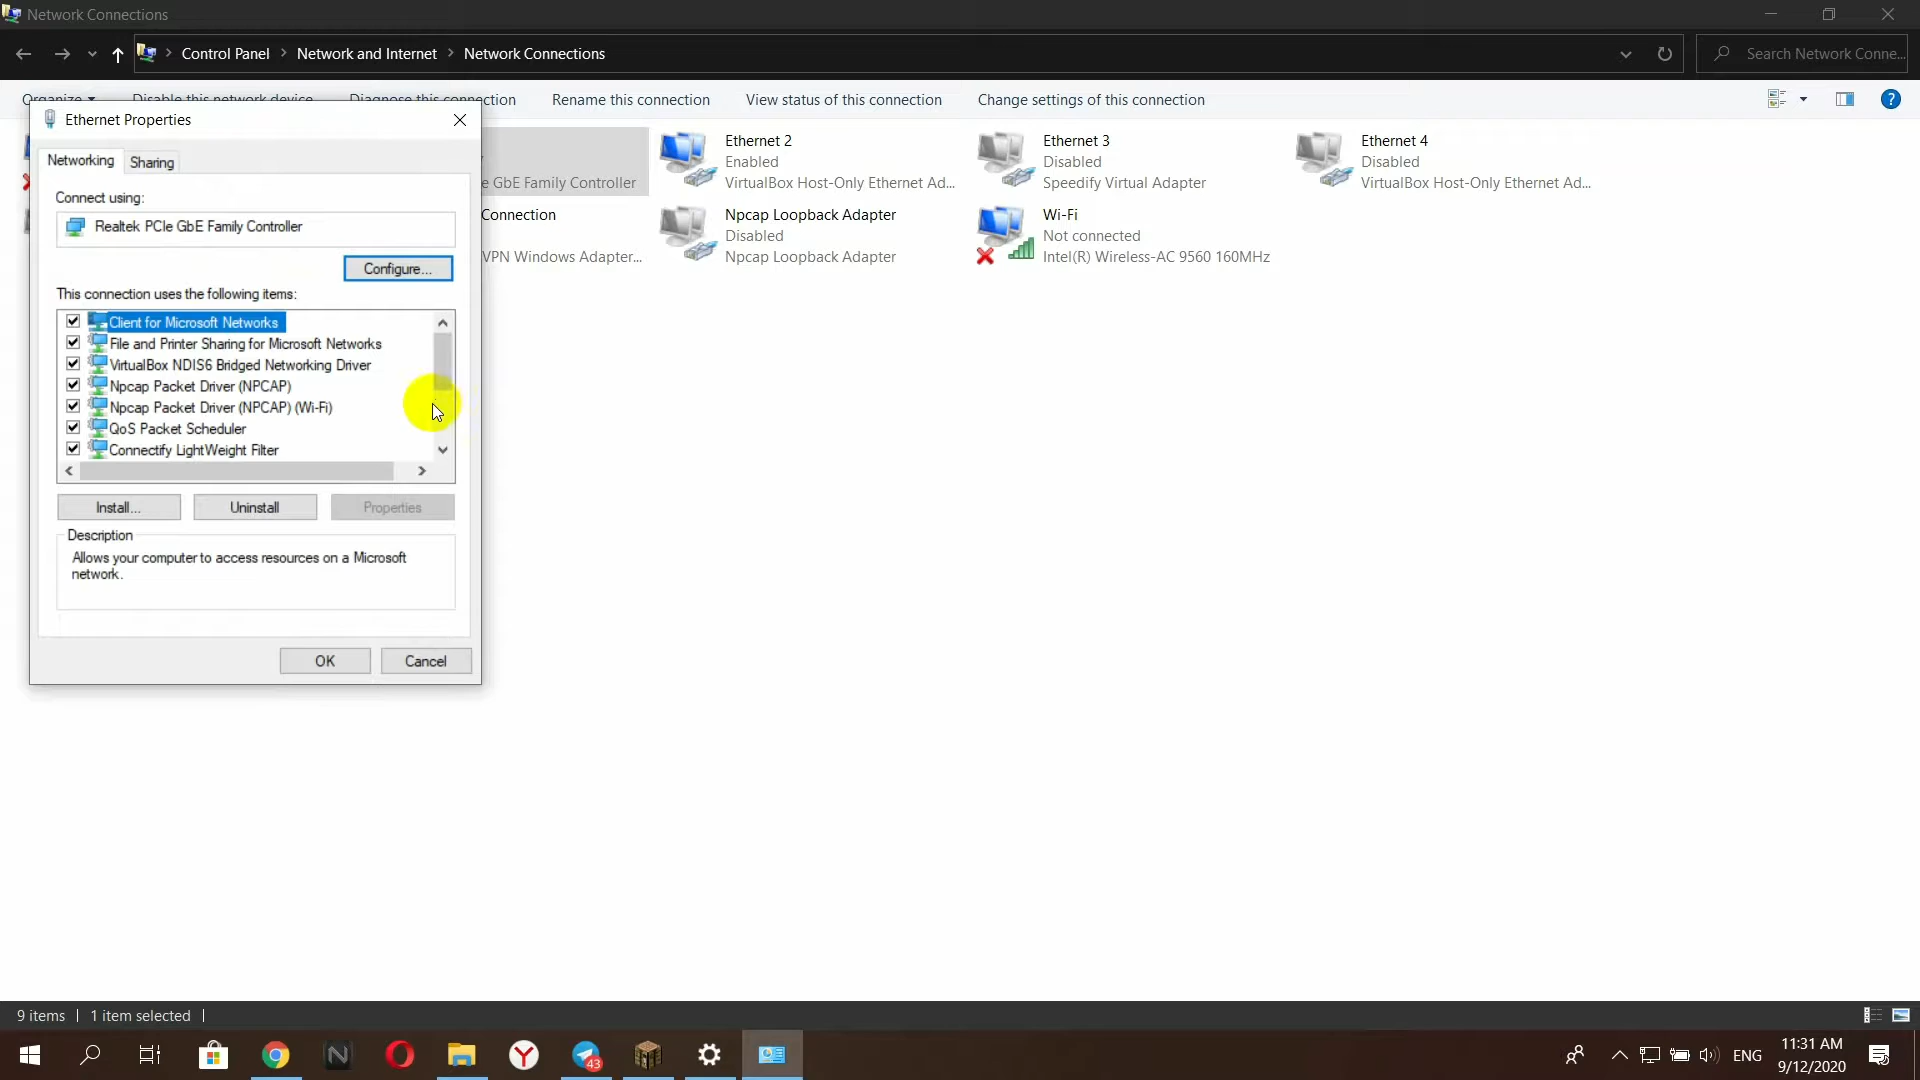 Network Connections
Control Panel
Network and Internet
Network Connections
Search Network Conne...
Organize
Disable this network device
Diagnose this connection
Rename this connection
View status of this connection
Change settings of this connection
Ethernet Properties
Networking
Sharing
Connect using:
Realtek PCIe GbE Family Controller
Configure...
This connection uses the following items:
Client for Microsoft Networks
File and Printer Sharing for Microsoft Networks
VirtualBox NDIS6 Bridged Networking Driver
Npcap Packet Driver (NPCAP)
Npcap Packet Driver (NPCAP) (Wi-Fi)
QoS Packet Scheduler
Connectify LightWeight Filter
Install...
Uninstall
Properties
Description
Allows your computer to access resources on a Microsoft
network.
OK
Cancel
e GbE Family Controller
Connection
VPN Windows Adapter...
Ethernet 2
Enabled
VirtualBox Host-Only Ethernet Ad...
Npcap Loopback Adapter
Disabled
Npcap Loopback Adapter
Ethernet 3
Disabled
Speedify Virtual Adapter
Wi-Fi
Not connected
Intel(R) Wireless-AC 9560 160MHz
Ethernet 4
Disabled
VirtualBox Host-Only Ethernet Ad...
9 items
1 item selected
43
ENG
11:31 AM
9/12/2020